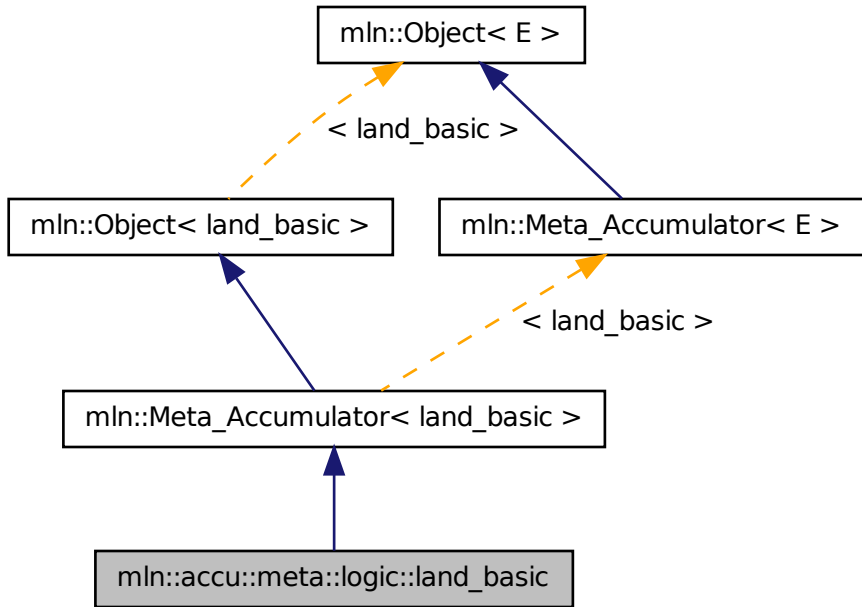 mln::Object< E >
< land_basic >
mln::Object< land_basic >
mln::Meta_Accumulator< E >
< land_basic >
mln::Meta_Accumulator< land_basic >
mln::accu::meta::logic::land_basic